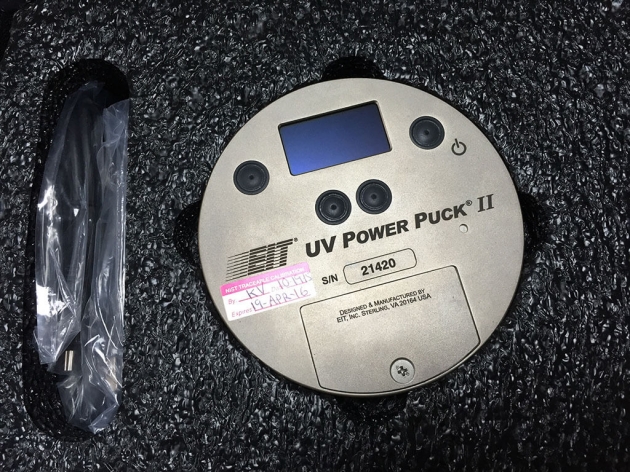 EIT® UV POWER PUCK® II
S/N 21420
NIST TRACEABLE CALIBRATION
By
Expires 19-APR-16
DESIGNED & MANUFACTURED BY
EIT, INC. STERLING, VA 20164 USA